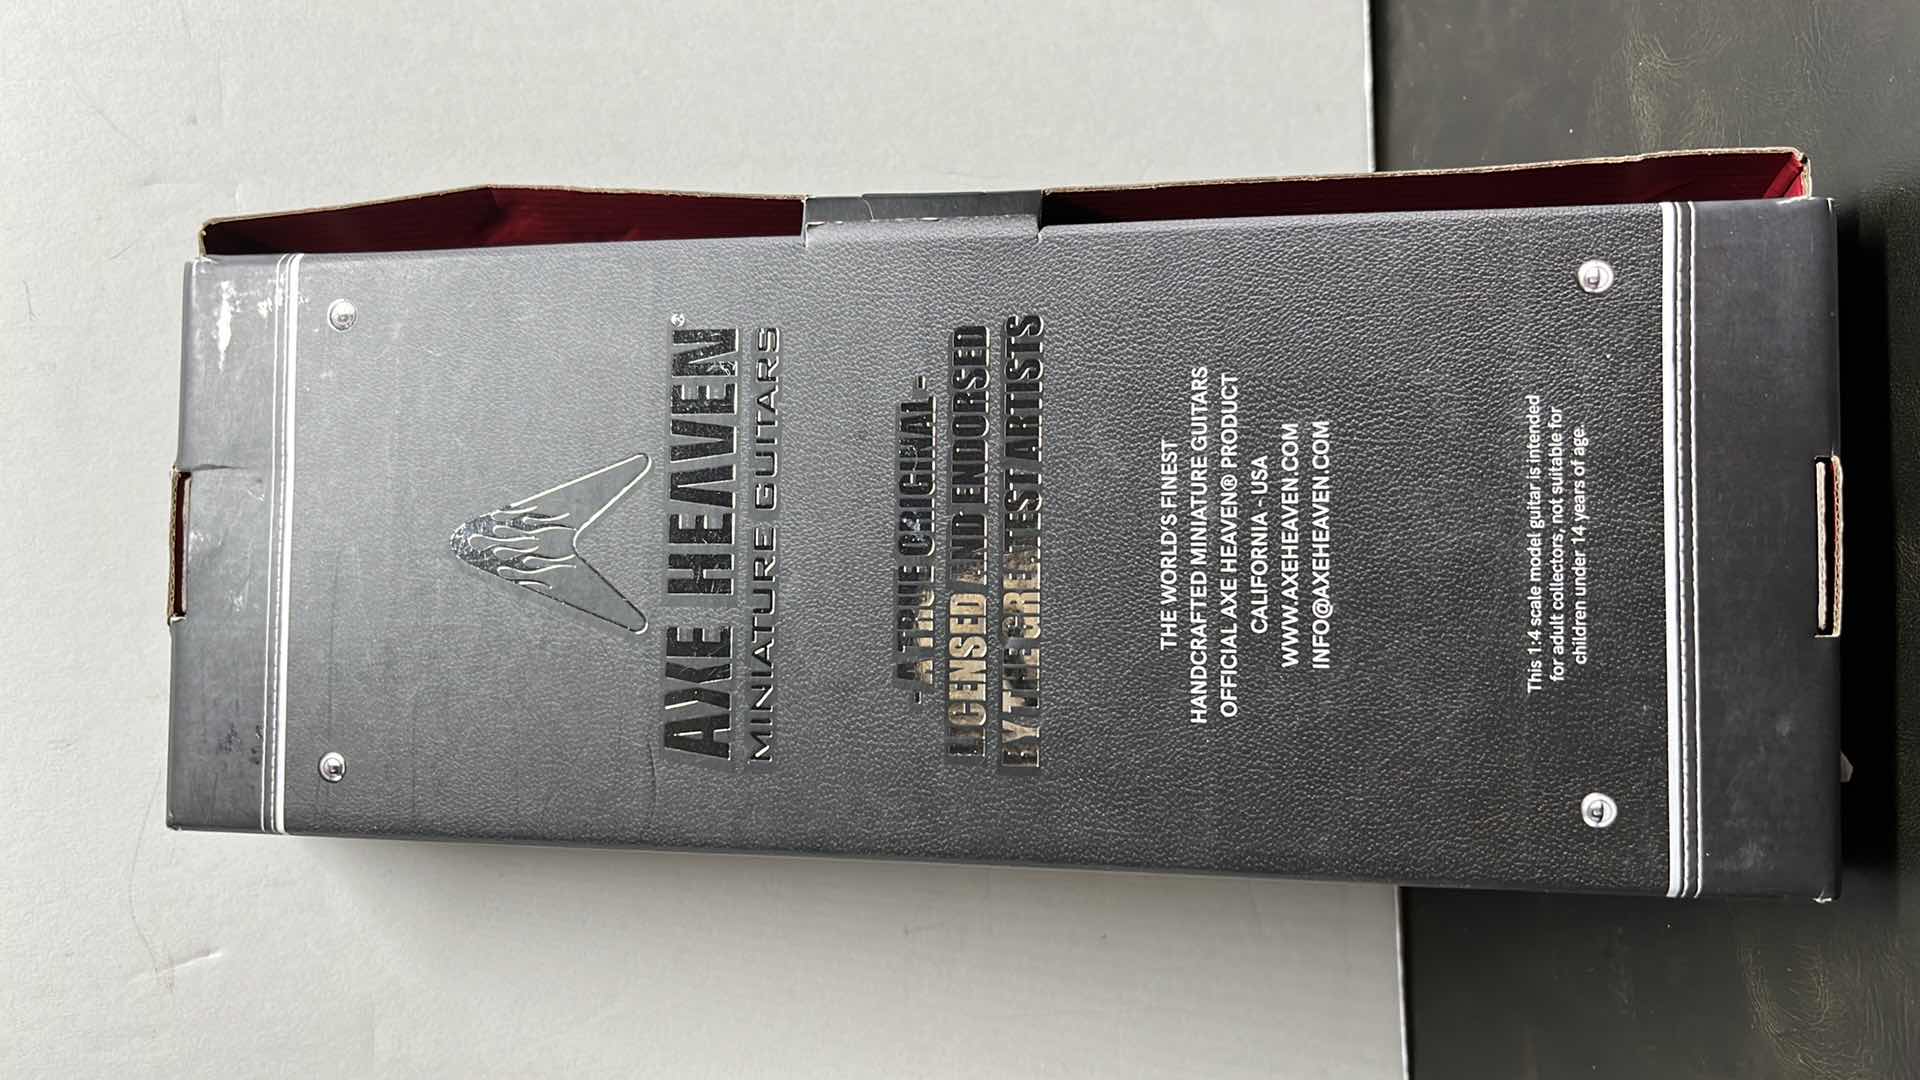 AXE HEAVEN®
MINIATURE GUITARS
-A TRUE ORIGINAL-
LICENSED AND ENDORSED
BY THE GREATEST ARTISTS
THE WORLD'S FINEST
HANDCRAFTED MINIATURE GUITARS
OFFICIAL AXE HEAVEN® PRODUCT
CALIFORNIA - USA
WWW.AXEHEAVEN.COM
INFO@AXEHEAVEN.COM
This 1:4 scale model guitar is intended
for adult collectors, not suitable for
children under 14 years of age.